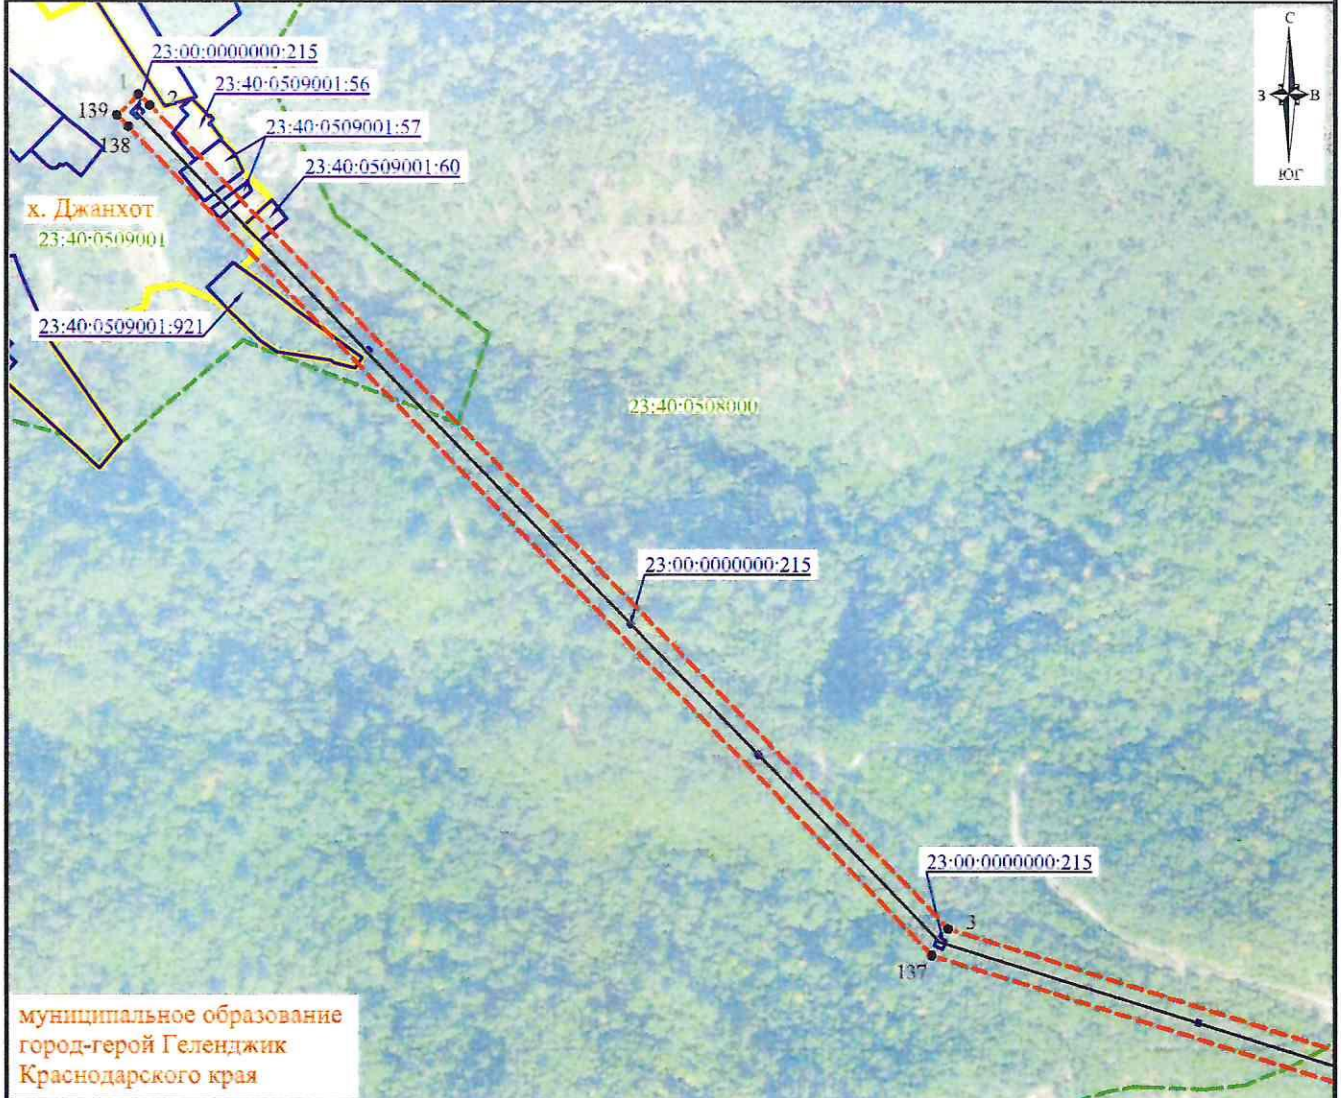 С
З
В
ЮГ
23:00:0000000:215
1
2
23:40:0509001:56
139
23:40:0509001:57
138
23:40:0509001:60
х. Джанхот
23:40:0509001
23:40:0509001:921
23:40:0508000
23:00:0000000:215
23:00:0000000:215
3
137
муниципальное образование
город-герой Геленджик
Краснодарского края